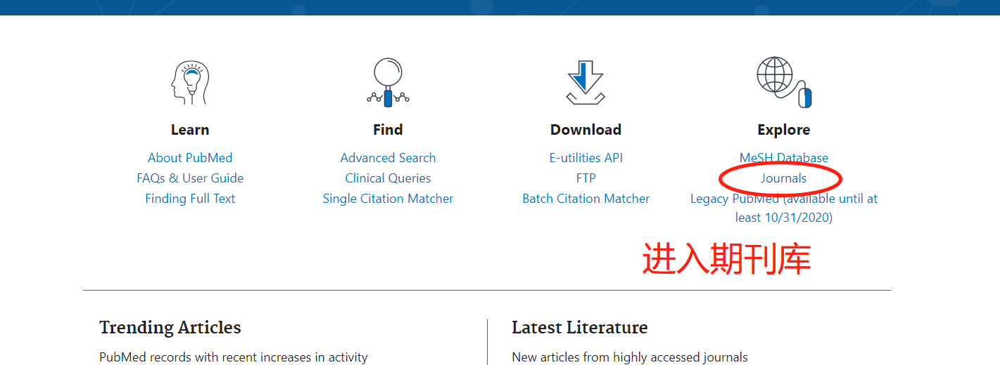 Learn
About PubMed
FAQs & User Guide
Finding Full Text
Find
Advanced Search
Clinical Queries
Single Citation Matcher
Download
E-utilities API
FTP
Batch Citation Matcher
Explore
MeSH Database
Journals
Legacy PubMed (available until at
least 10/31/2020)
进入期刊库
Trending Articles
PubMed records with recent increases in activity
Latest Literature
New articles from highly accessed journals